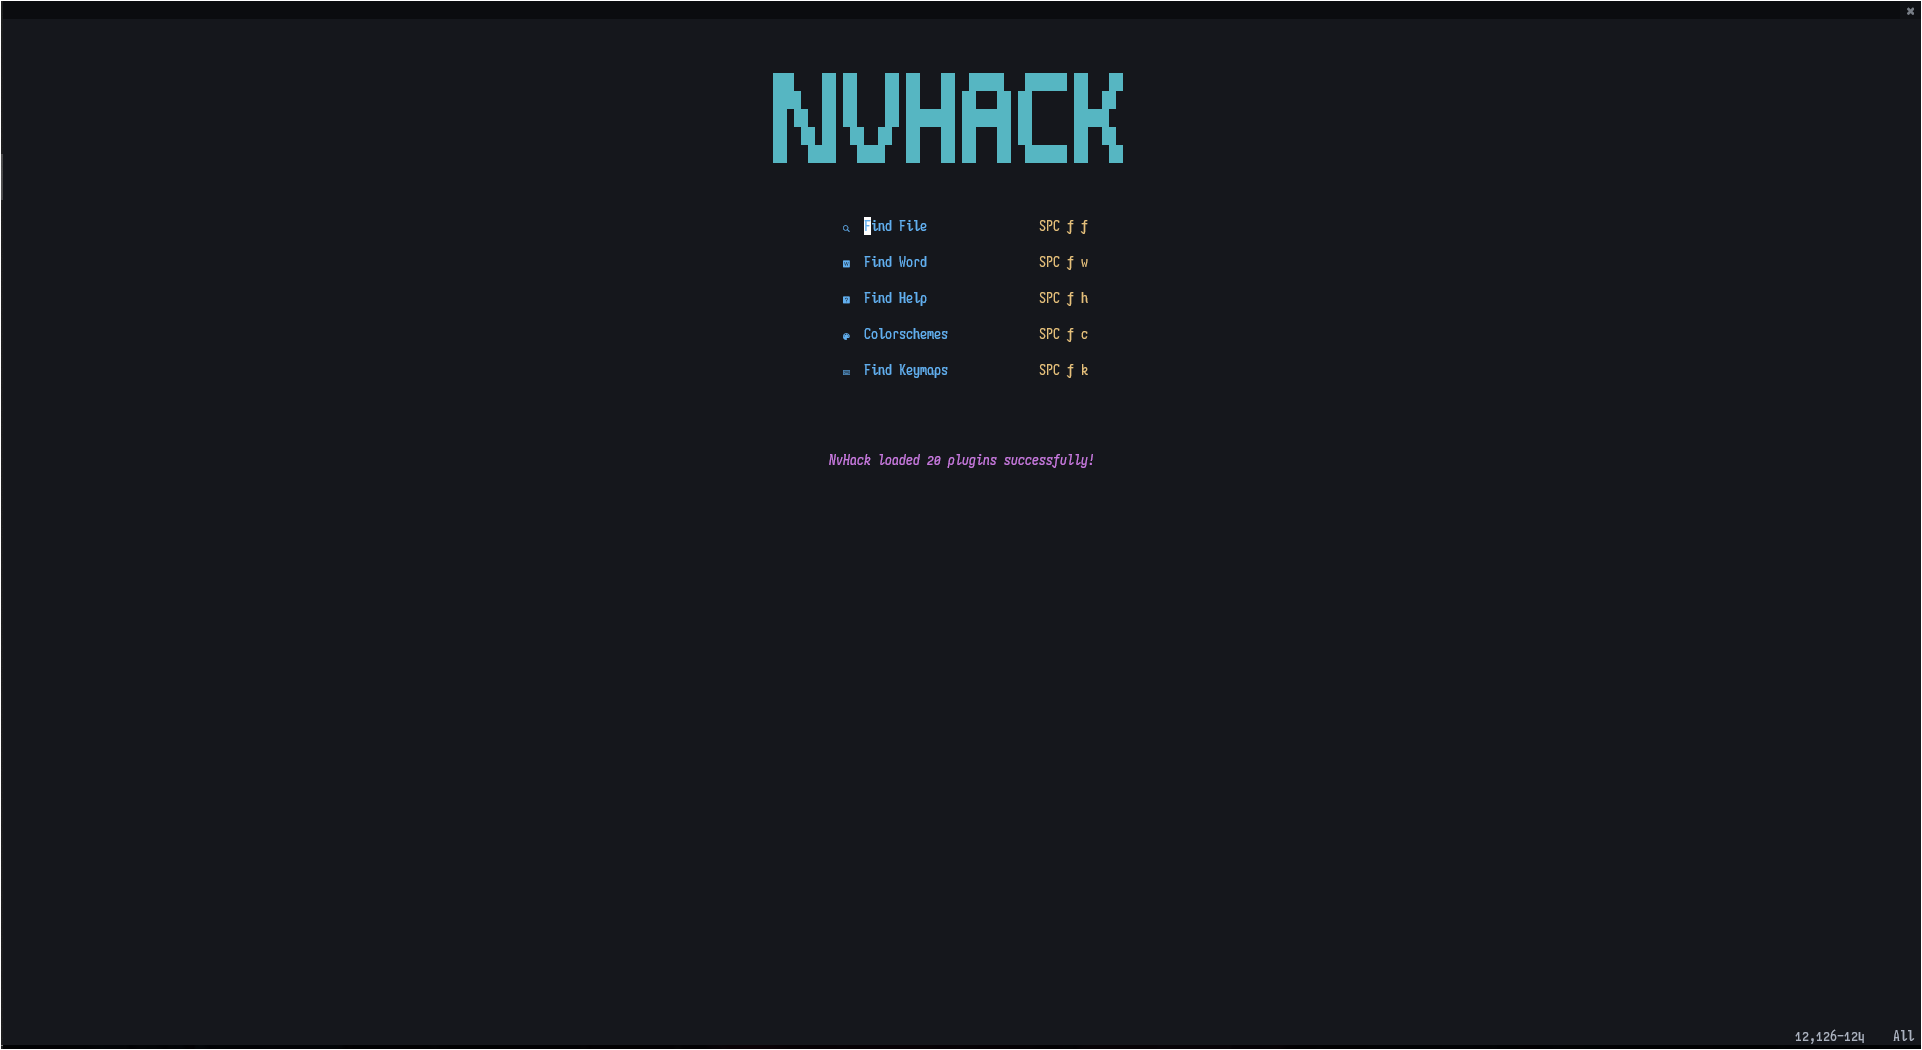 NVHACK
Find File SPC f f
Find Word SPC f w
Find Help SPC f h
Colorschemes SPC f c
Find Keymaps SPC f k
NvHack loaded 20 plugins successfully!
12,126-124 All